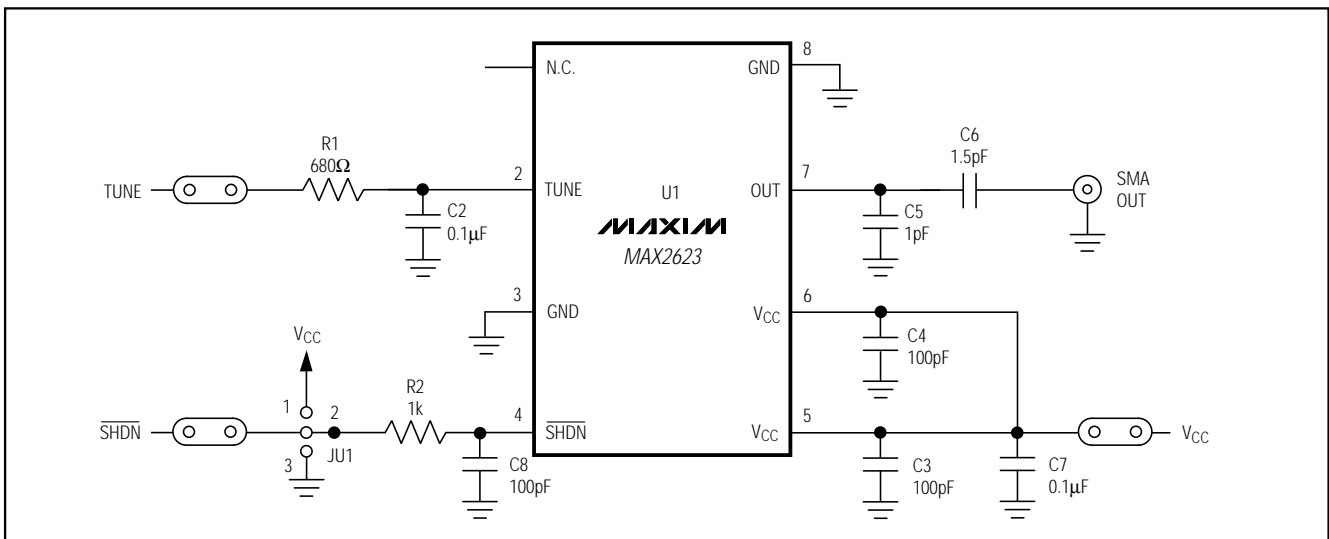 N.C.
8
GND
R1
680Ω
TUNE
2
TUNE
C2
0.1µF
U1
MAXIM
MAX2623
7
OUT
C6
1.5pF
SMA
OUT
C5
1pF
3
GND
6
VCC
C4
100pF
VCC
1
2
3
JU1
SHDN
R2
1k
4
SHDN
C8
100pF
5
VCC
C3
100pF
C7
0.1µF
VCC